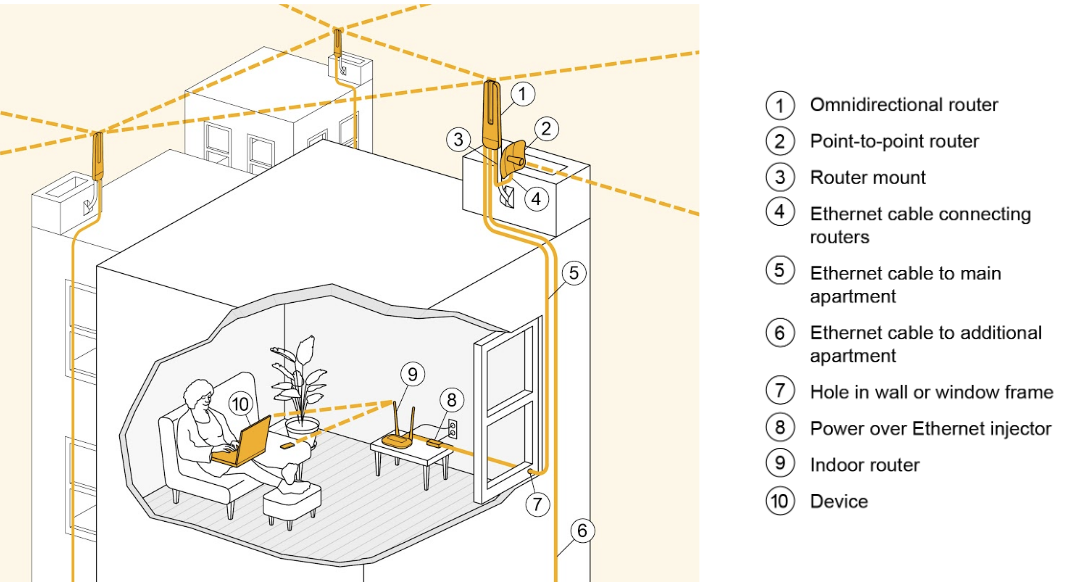 1
2
3
4
5
9
8
10
7
6
1 Omnidirectional router
2 Point-to-point router
3 Router mount
4 Ethernet cable connecting
routers
5 Ethernet cable to main
apartment
6 Ethernet cable to additional
apartment
7 Hole in wall or window frame
8 Power over Ethernet injector
9 Indoor router
10 Device